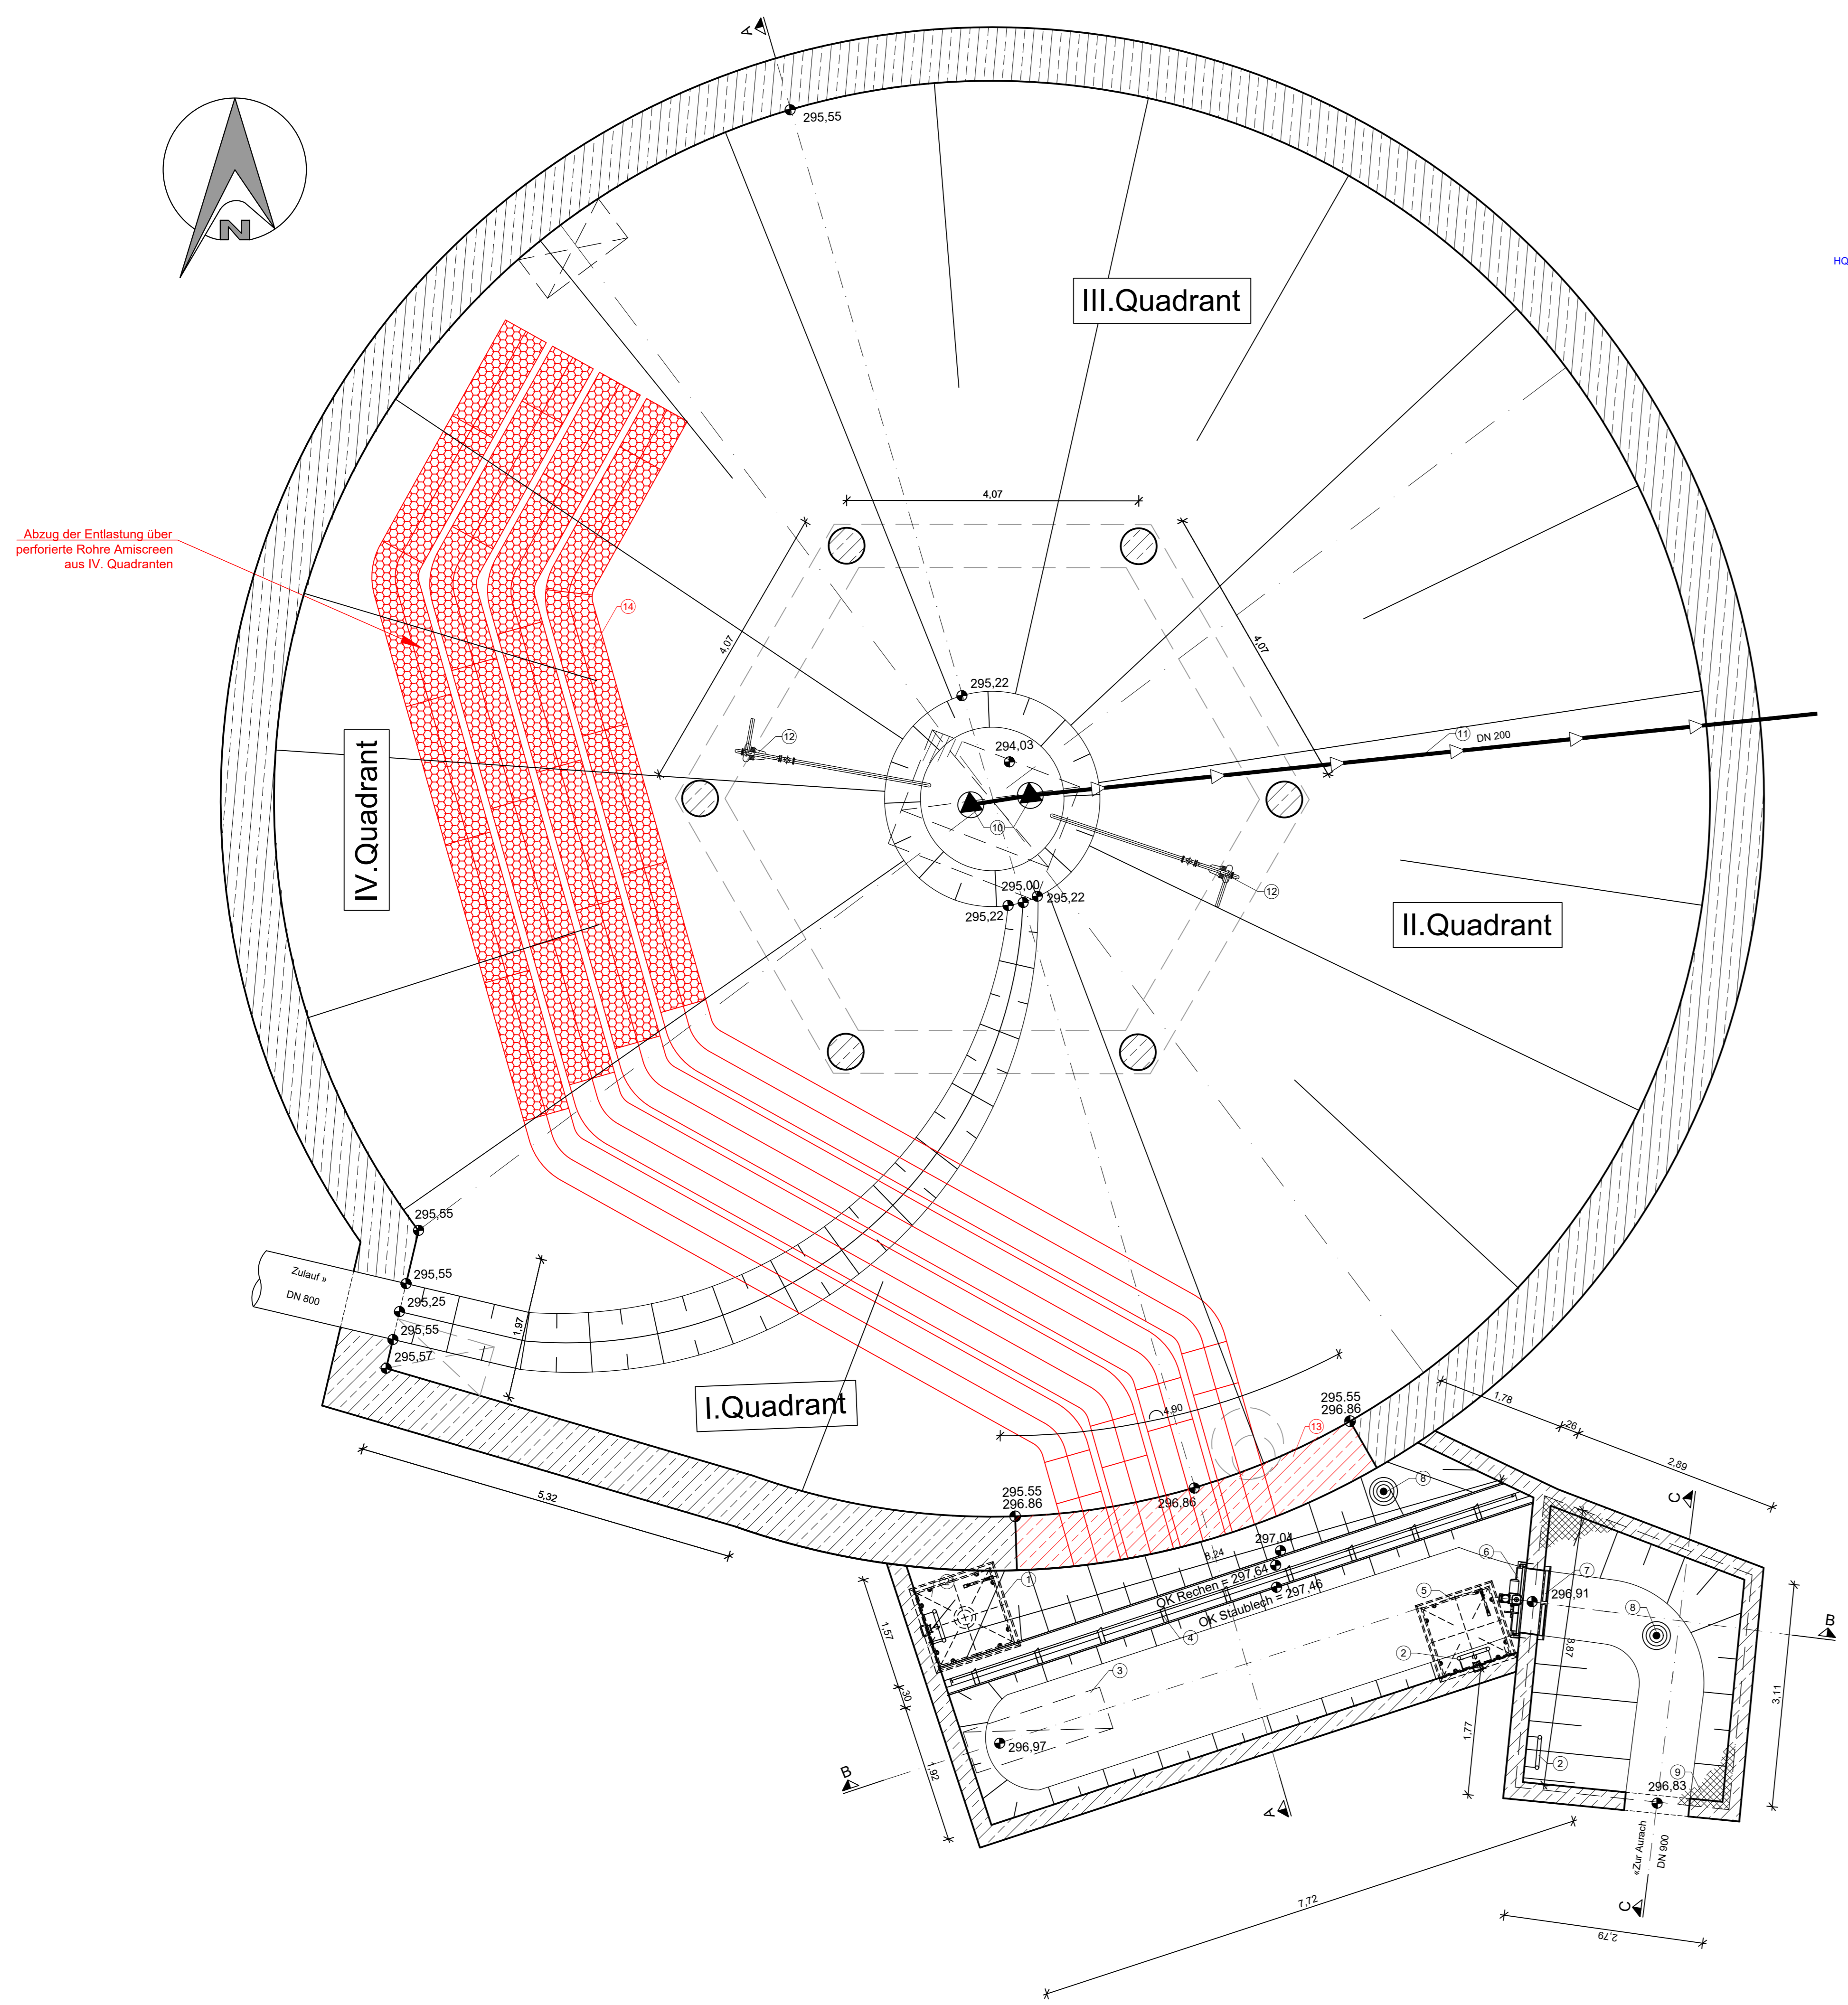 A
295,55
N
HQ
III.Quadrant
4,07
Abzug der Entlastung über
perforierte Rohre Amiscreen
aus IV. Quadranten
14
4,07
4,07
295,22
12
294,03
11
DN 200
IV.Quadrant
10
12
295,00
295,22
295,22
II.Quadrant
295,55
Zulauf »
DN 800
295,55
295,25
295,55
295,57
1,97
I.Quadrant
4,90
295.55
296.86
13
1,78
26
2,89
5,32
295.55
296.86
296,86
8
C
297,04
8,24
OK Rechen = 297,64
297,46
OK Staublech =
1
6
7
5
296,91
8
B
1,57
4
2
3,87
3
30
3,11
296,97
1,77
2
B
1,92
9
296,83
A
«Zur Aurach
DN 900
7,72
C
2,79